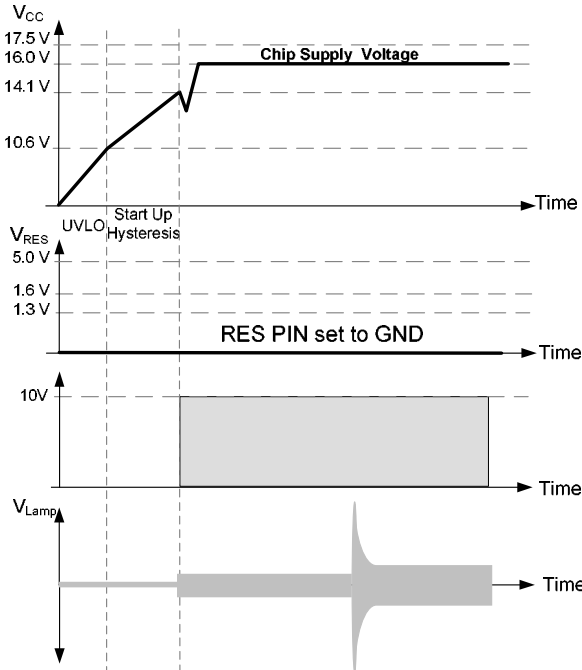 VCC
17.5 V
16.0 V
Chip Supply Voltage
14.1 V
10.6 V
Time
UVLO
Start Up
Hysteresis
VRES
5.0 V
1.6 V
1.3 V
RES PIN set to GND
Time
10V
Time
VLamp
Time